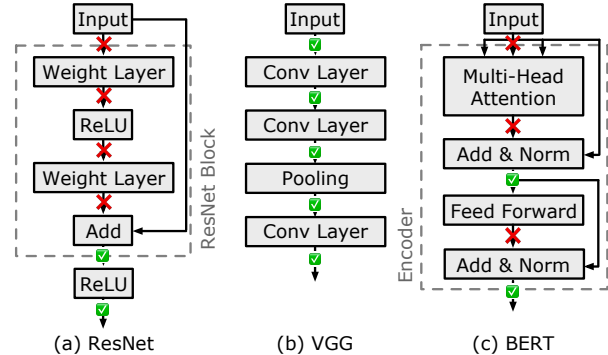 Input
Weight Layer
ReLU
Weight Layer
Add
ReLU
ResNet Block
(a) ResNet
Input
Conv Layer
Conv Layer
Pooling
Conv Layer
(b) VGG
Input
Multi-Head
Attention
Add & Norm
Feed Forward
Add & Norm
Encoder
(c) BERT